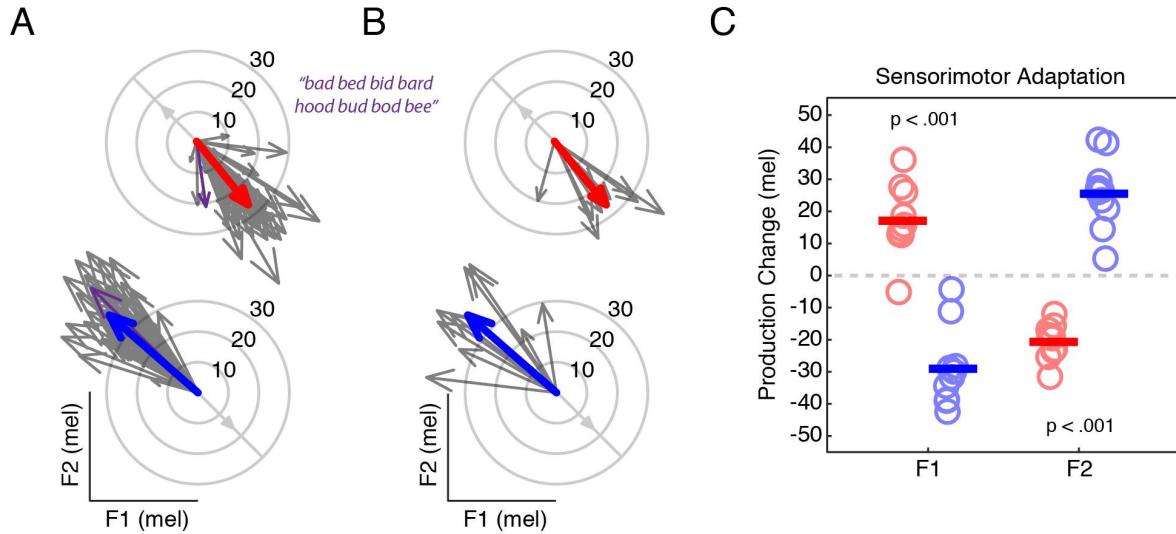 A
30
20
10
"bad bed bid bard
hood bud bod bee"
30
20
10
F2 (mel)
F1 (mel)
B
30
20
10
30
20
10
F2 (mel)
F1 (mel)
C
Sensorimotor Adaptation
Production Change (mel)
50
40
30
20
10
0
-10
-20
-30
-40
-50
p < .001
p < .001
F1
F2